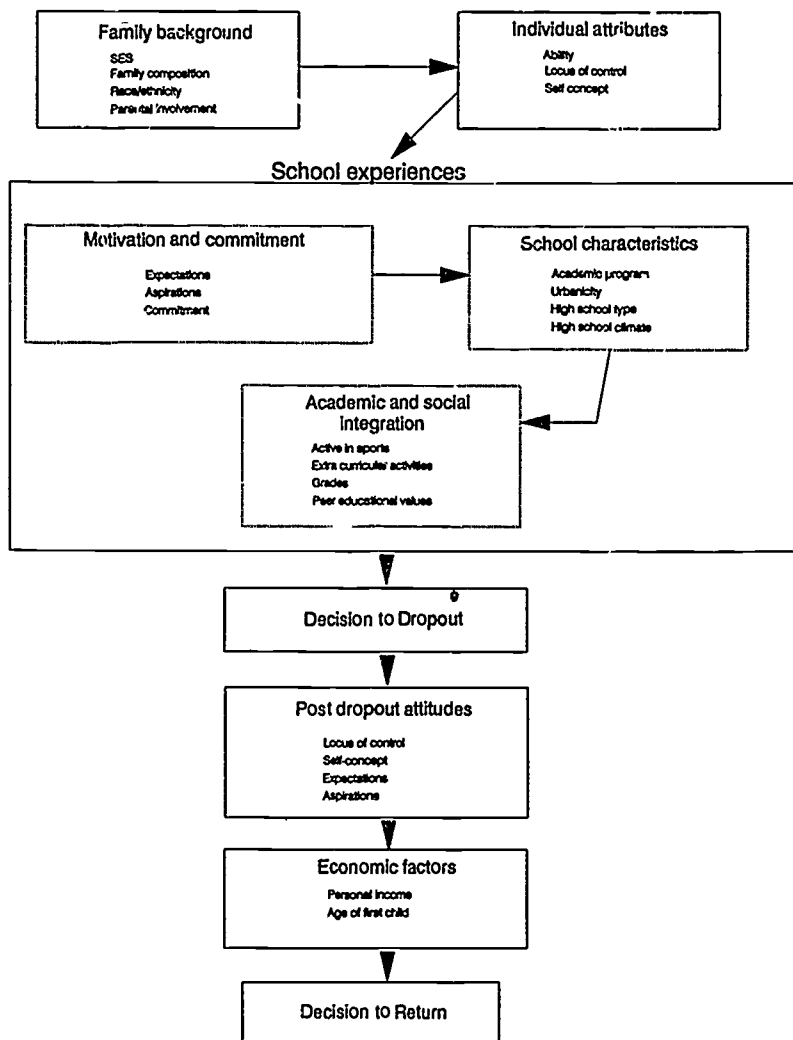 Family background
SES
Family composition
Race/ethnicity
Parental involvement
Individual attributes
Ability
Locus of control
Self concept
School experiences
Motivation and commitment
Expectations
Aspirations
Commitment
School characteristics
Academic program
Urbanicity
High school type
High school climate
Academic and social
integration
Active in sports
Extra curricular activities
Grades
Peer educational values
Decision to Dropout
Post dropout attitudes
Locus of control
Self-concept
Expectations
Aspirations
Economic factors
Personal income
Age of first child
Decision to Return